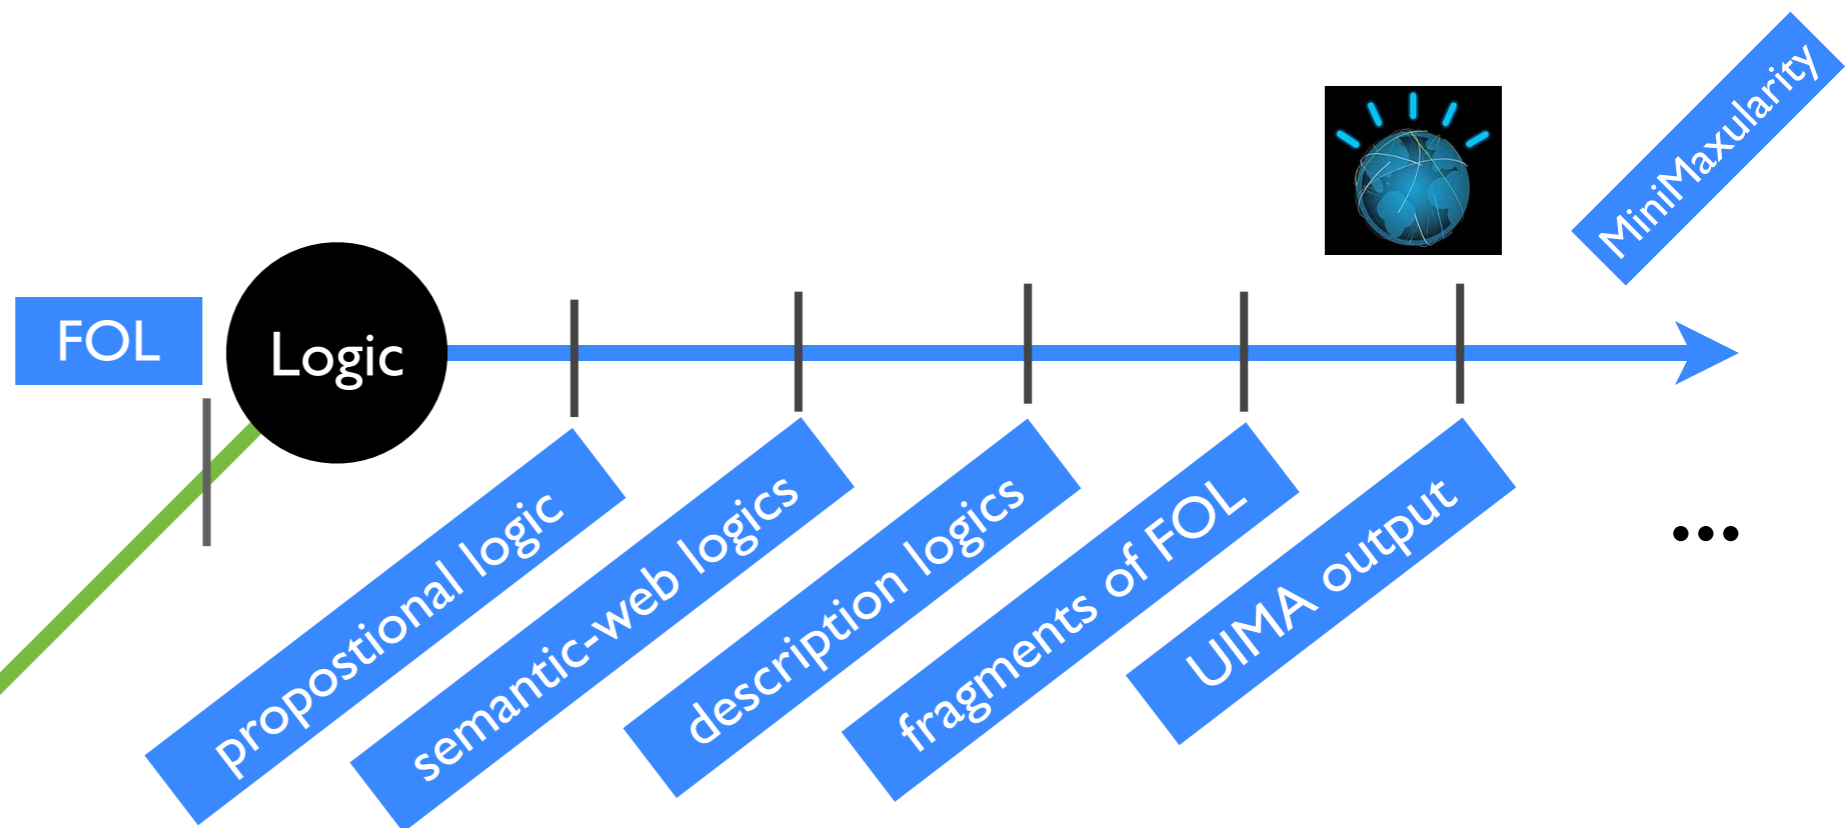 MiniMaxularity
FOL
Logic
propostional logic
semantic-web logics
description logics
fragments of FOL
UIMA output
...